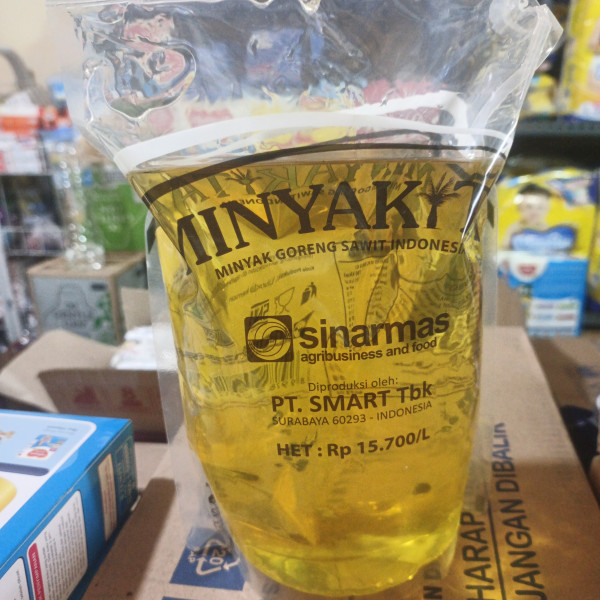 MINYAKITA
MINYAK GORENG SAWIT INDONESI
sinarmas
agribusiness and food
Diproduksi oleh:
PT. SMART Tbk
SURABAYA 60293 - INDONESIA
HET : Rp 15.700/L
HARAP
JANGAN DIBALIK